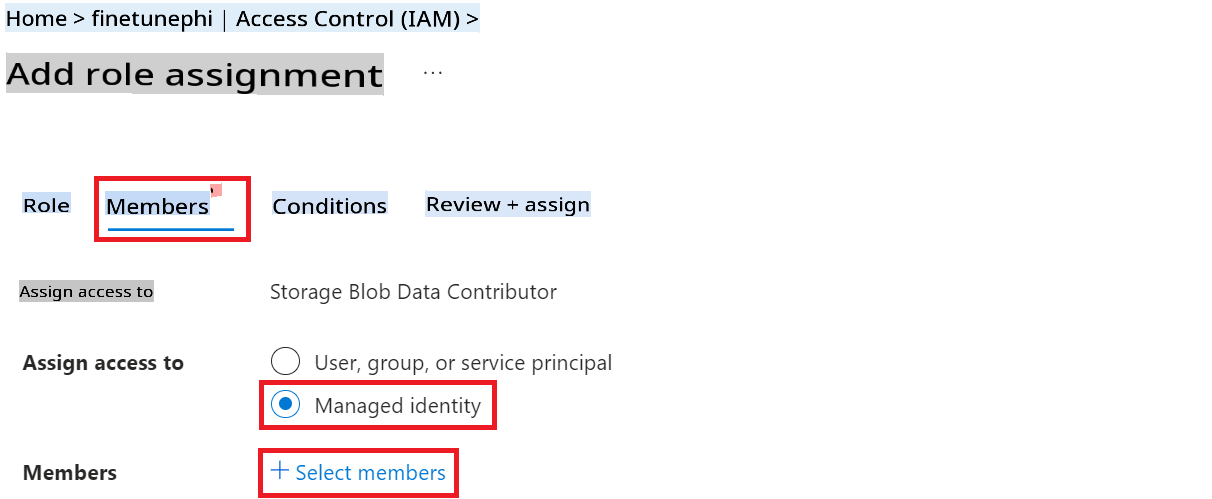 Home > finetunephi | Access Control (IAM) >
Add role assignment ...
Role Members Conditions Review + assign
Assign access to Storage Blob Data Contributor
Assign access to User, group, or service principal
Managed identity
Members + Select members